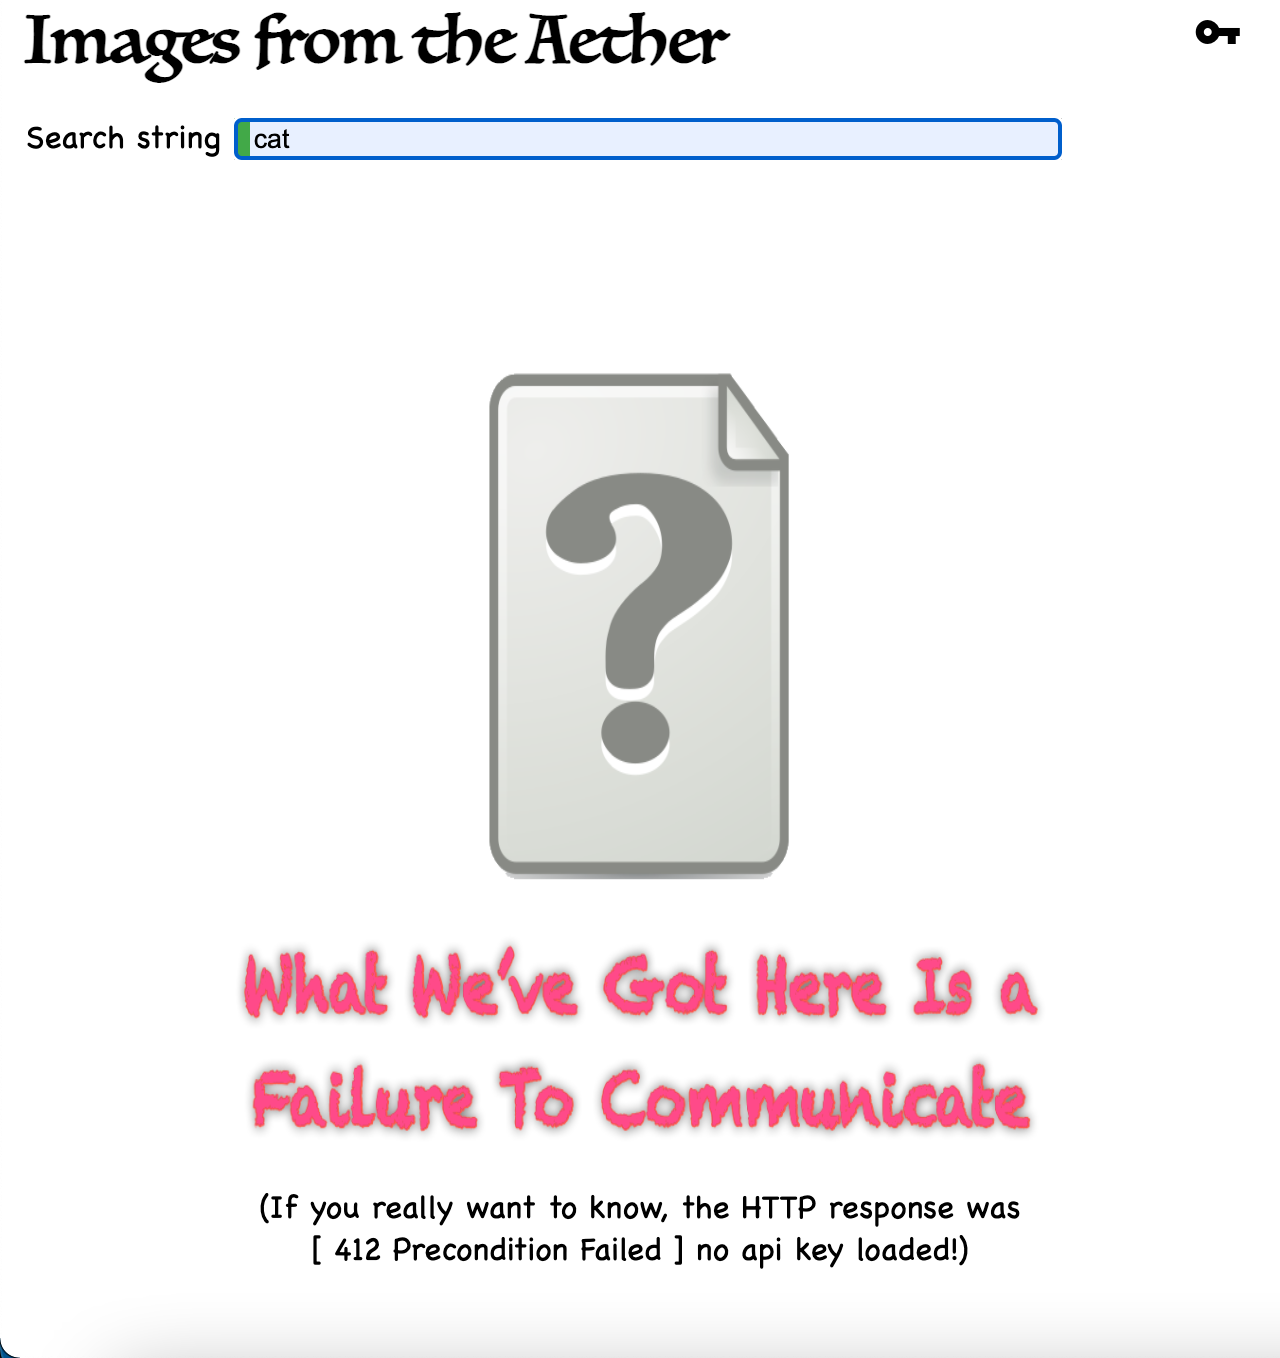 Images from the Aether
Search string cat
?
What We've Got Here Is a
Failure To Communicate
(If you really want to know, the HTTP response was
[ 412 Precondition Failed ] no api key loaded!)